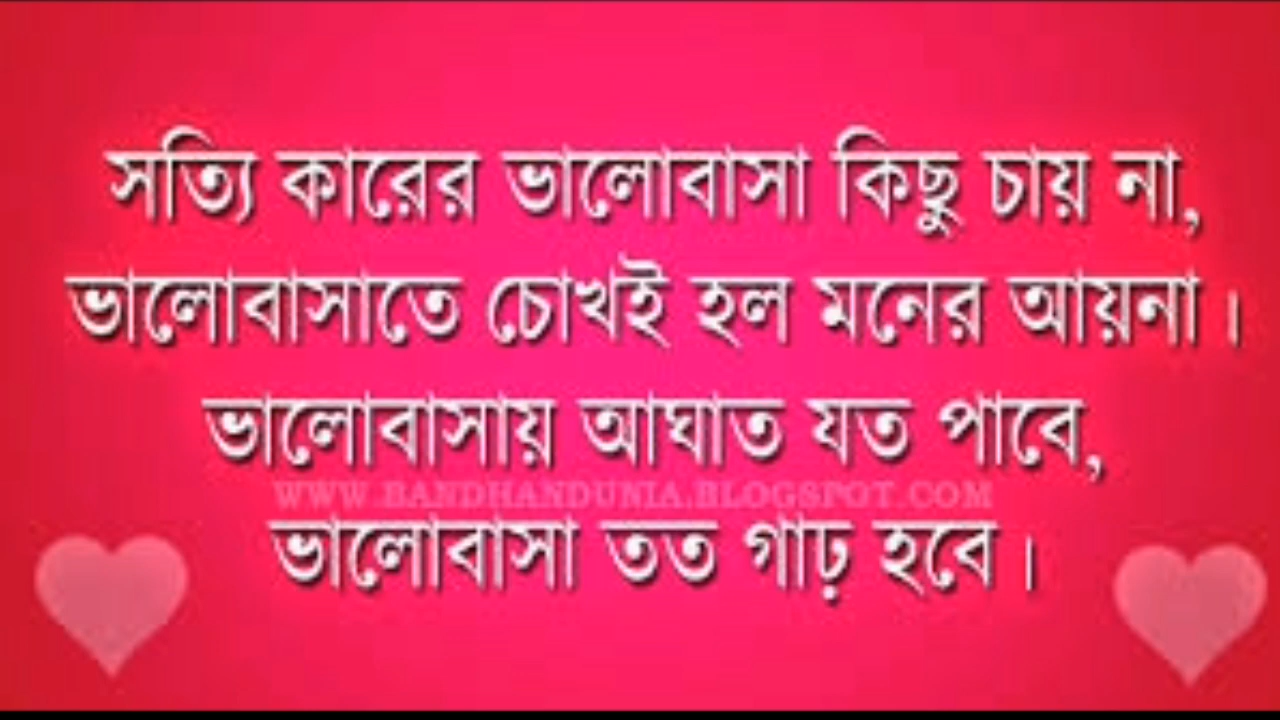 সত্যি কারের ভালোবাসা কিছু চায় না,
ভালোবাসাতে চোখই হল মনের আয়না।
ভালোবাসায় আঘাত যত পাবে,
WWW.BANDHANDUNIA.BLOGSPOT.COM
ভালোবাসা তত গাঢ় হবে।